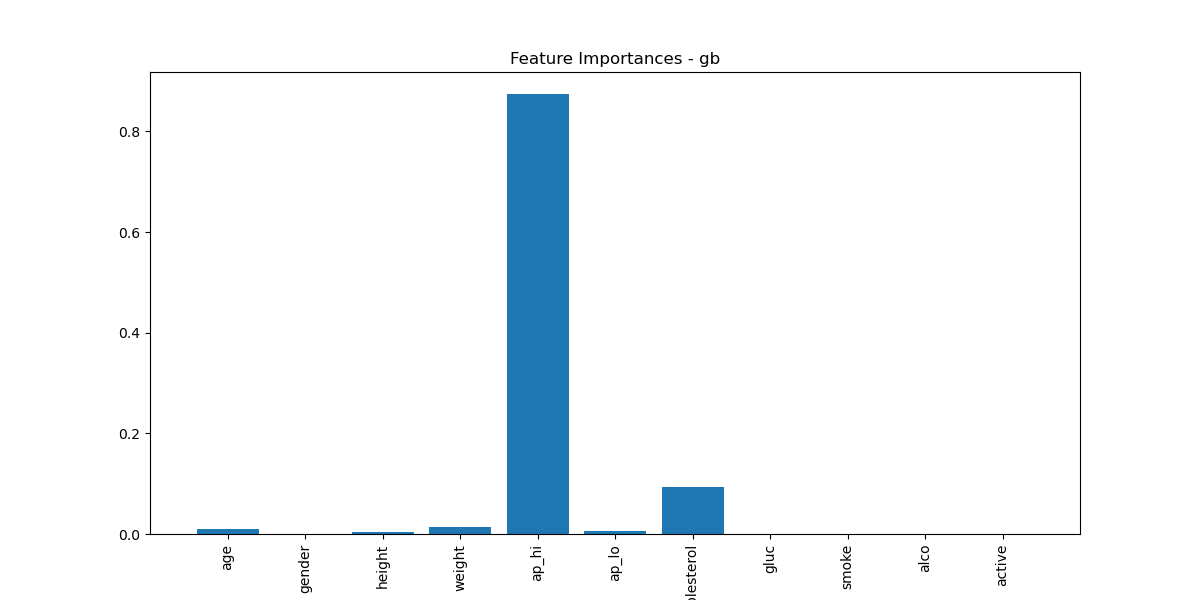 Feature Importances - gb
0.8
0.6
0.4
0.2
0.0
age
gender
height
weight
ap_hi
ap_lo
olesterol
gluc
smoke
alco
active